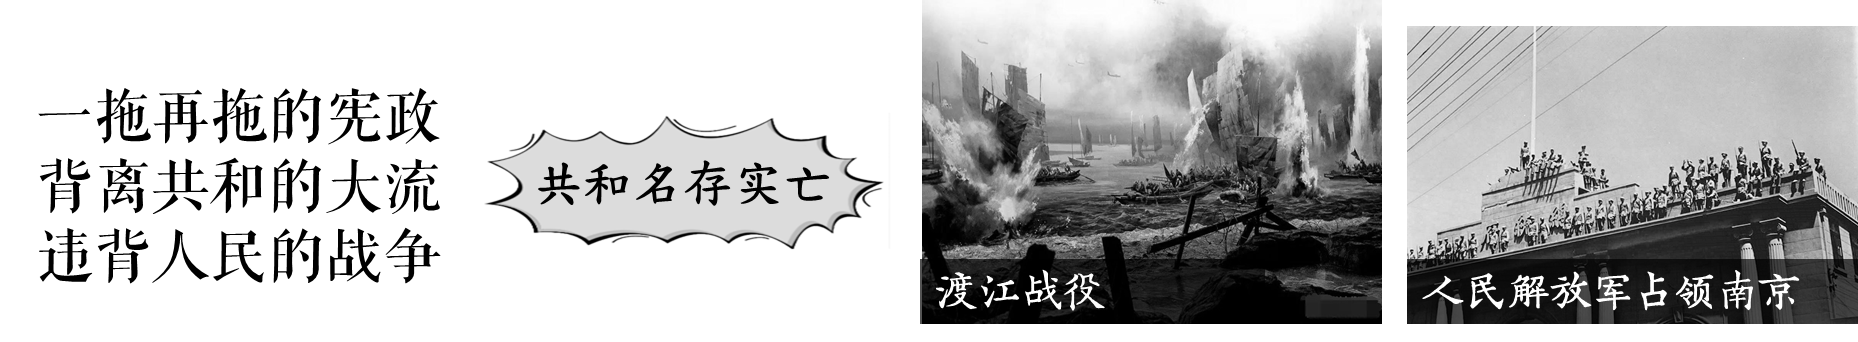 一拖再拖的宪政
背离共和的大流
违背人民的战争
共和名存实亡
渡江战役
人民解放军占领南京